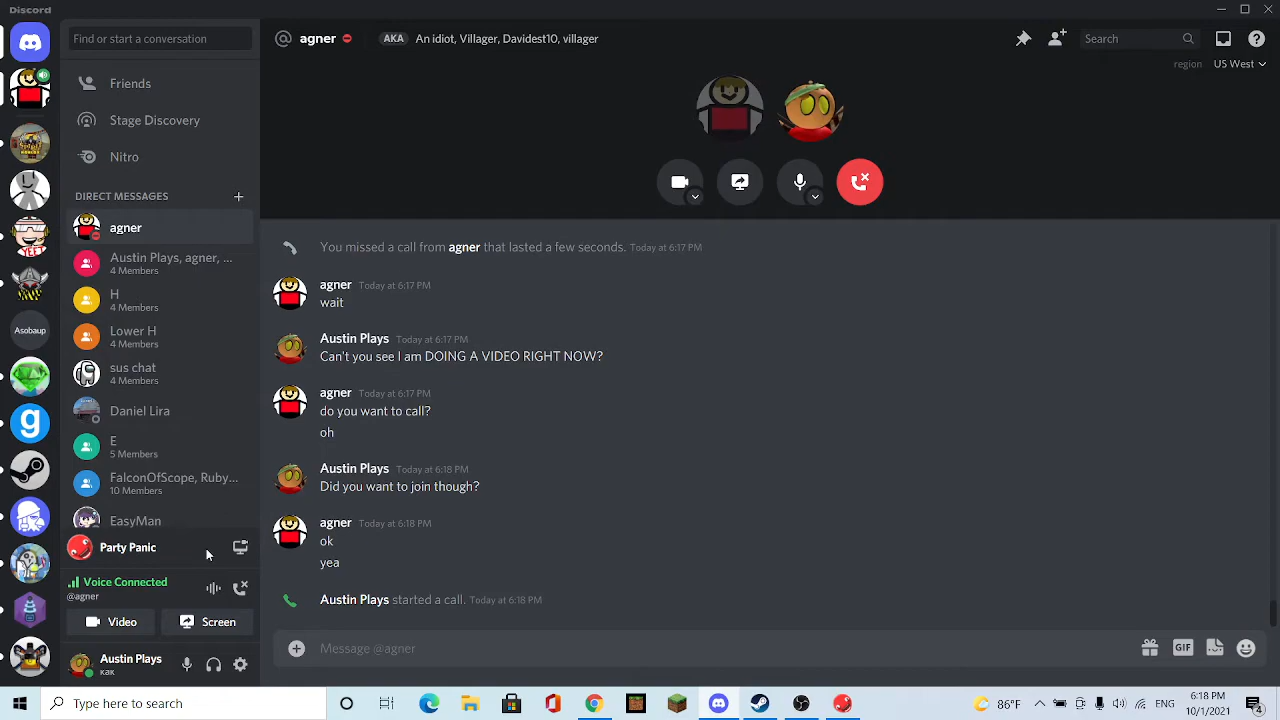 Discord
Find or start a conversation
agner
AKA An idiot, Villager, Davidest10, villager
Search
region US West
Friends
Stage Discovery
Nitro
DIRECT MESSAGES
agner
Austin Plays, agner, ...
4 Members
H
4 Members
Lower H
4 Members
sus chat
4 Members
Daniel Lira
E
5 Members
FalconOfScope, Ruby...
10 Members
EasyMan
YEET
Asobaup
g
Party Panic
Voice Connected
@agner
Video
Screen
Austin Plays
You missed a call from agner that lasted a few seconds. Today at 6:17 PM
agner Today at 6:17 PM
wait
Austin Plays Today at 6:17 PM
Can't you see I am DOING A VIDEO RIGHT NOW?
agner Today at 6:17 PM
do you want to call?
oh
Austin Plays Today at 6:18 PM
Did you want to join though?
agner Today at 6:18 PM
ok
yea
Austin Plays started a call. Today at 6:18 PM
Message @agner
GIF
Type here to search
86°F
ENG
6:18 PM
10/1/2021
4